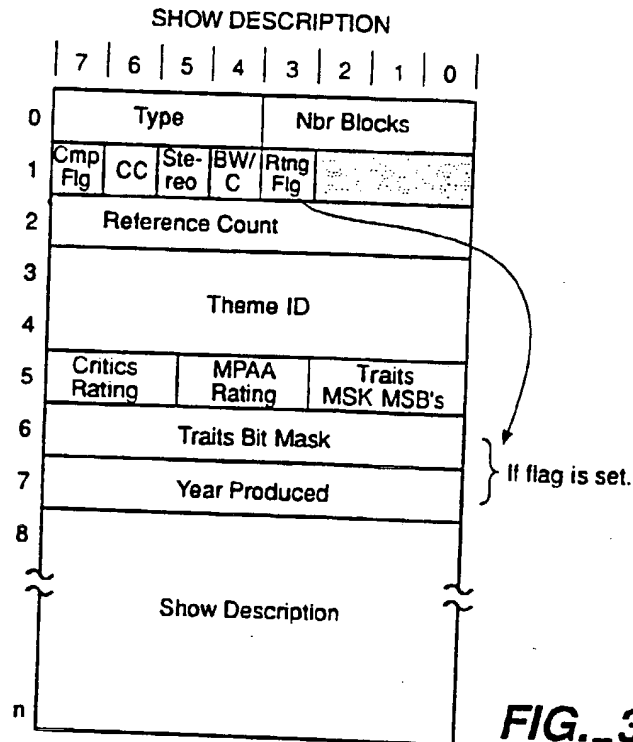 SHOW DESCRIPTION
7 6 5 4 3 2 1 0
0 Type Nbr Blocks
1 Cmp Flg CC Ste-reo BW/C Rtng Flg
2 Reference Count
3
Theme ID
4
5 Critics Rating MPAA Rating Traits MSK MSB's
6 Traits Bit Mask
If flag is set.
7 Year Produced
8
Show Description
n
FIG._3